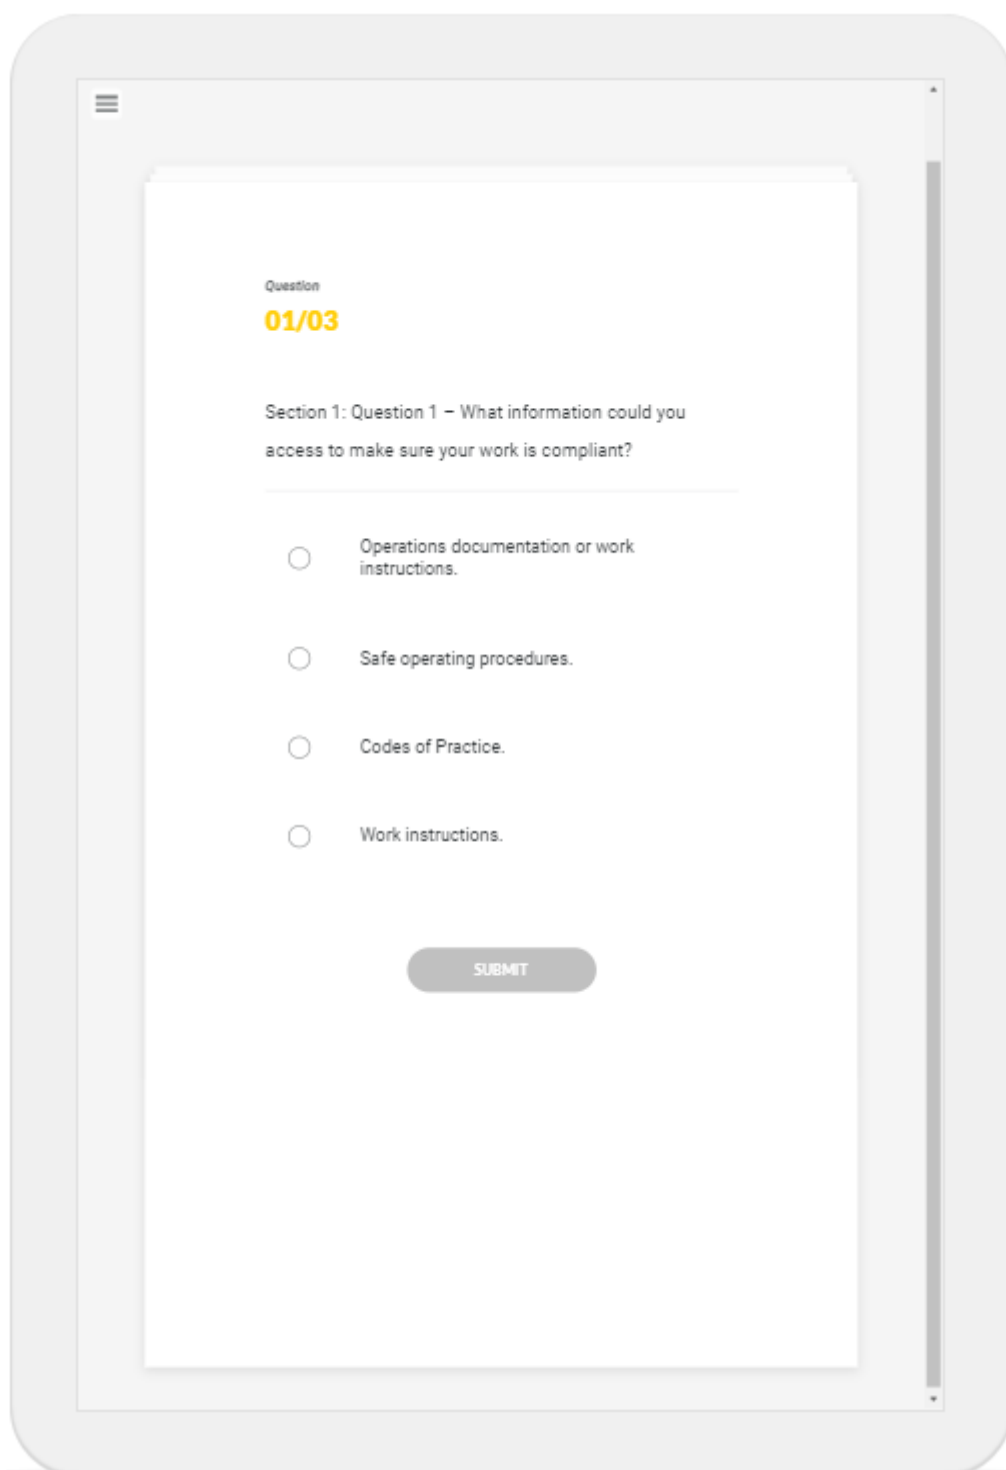 Question
01/03
Section 1: Question 1 – What information could you
access to make sure your work is compliant?
Operations documentation or work
instructions.
Safe operating procedures.
Codes of Practice.
Work instructions.
SUBMIT